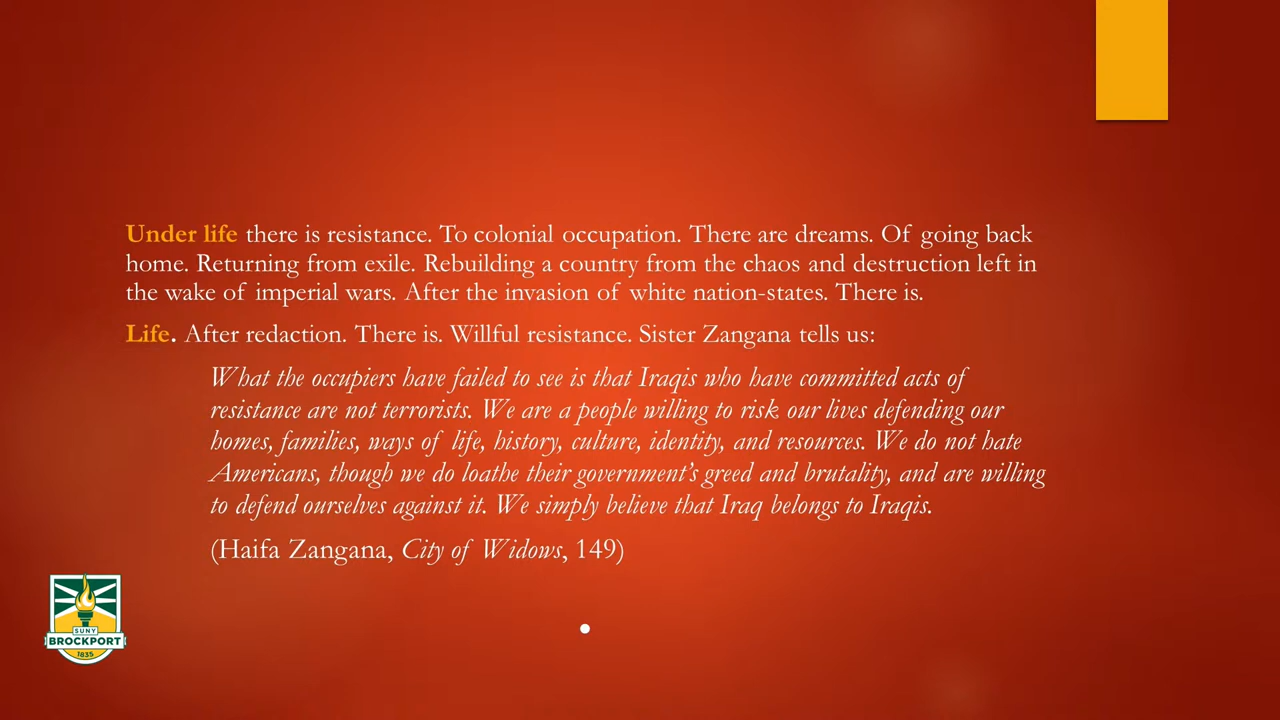 Under life there is resistance. To colonial occupation. There are dreams. Of going back
home. Returning from exile. Rebuilding a country from the chaos and destruction left in
the wake of imperial wars. After the invasion of white nation-states. There is.
Life. After redaction. There is. Willful resistance. Sister Zangana tells us:
What the occupiers have failed to see is that Iraqis who have committed acts of
resistance are not terrorists. We are a people willing to risk our lives defending our
homes, families, ways of life, history, culture, identity, and resources. We do not hate
Americans, though we do loathe their government's greed and brutality, and are willing
to defend ourselves against it. We simply believe that Iraq belongs to Iraqis.
(Haifa Zangana, City of Widows, 149)
SUNY
BROCKPORT
1835